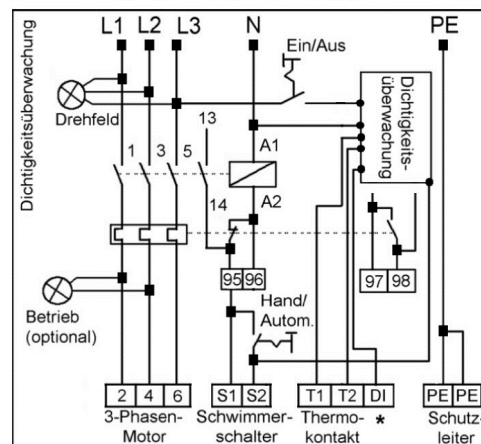 L1 L2 L3 N PE
Dichtigkeitsüberwachung
Ein/Aus
Drehfeld
Dichtigkeits-
überwachung
13
1 3 5 A1
14 A2
95 96
97 98
Hand/
Autom.
Betrieb
(optional)
2 4 6 S1 S2 T1 T2 DI PE PE
3-Phasen-
Motor
Schwimmer-
schalter
Thermo-
kontakt
*
Schutz-
leiter